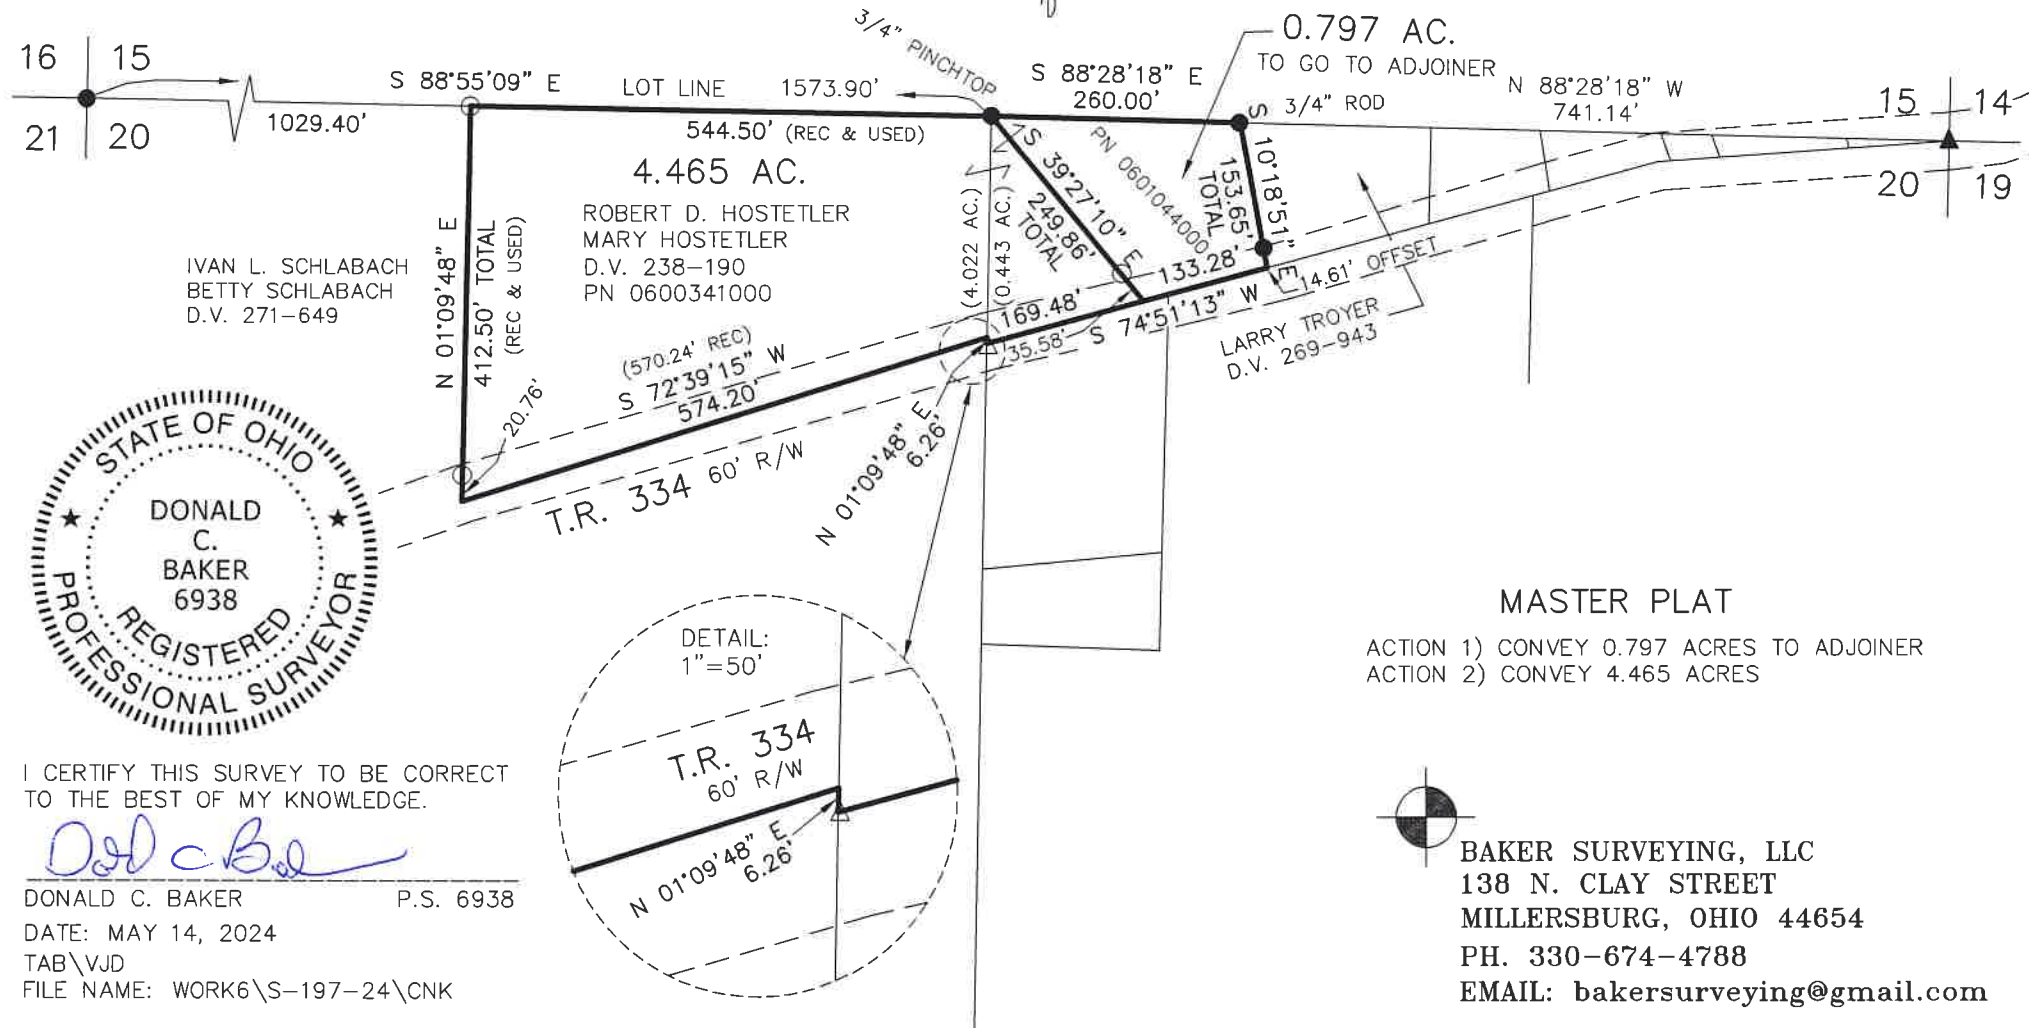 16 15
21 20
1029.40'
S 88°55'09" E
LOT LINE 1573.90'
544.50' (REC & USED)
3/4" PINCHTOP
S 88°28'18" E
260.00'
0.797 AC.
TO GO TO ADJOINER
3/4" ROD
N 88°28'18" W
741.14'
15 14
20 19
4.465 AC.
ROBERT D. HOSTETLER
MARY HOSTETLER
D.V. 238-190
PN 0600341000
IVAN L. SCHLABACH
BETTY SCHLABACH
D.V. 271-649
N 01°09'48" E
412.50' TOTAL
(REC & USED)
20.76'
(570.24' REC)
S 72°39'15" W
574.20'
T.R. 334 60' R/W
(4.022 AC.)
(0.443 AC.)
S 39°27'10" E
249.86'
TOTAL
PN 0601044000
S 10°18'51" E
153.65'
TOTAL
133.28'
169.48'
35.58'
S 74°51'13" W
14.61' OFFSET
LARRY TROYER
D.V. 269-943
N 01°09'48" E
6.26'
STATE OF OHIO
DONALD
C.
BAKER
6938
REGISTERED
PROFESSIONAL SURVEYOR
DETAIL:
1"=50'
T.R. 334
60' R/W
N 01°09'48" E
6.26'
MASTER PLAT
ACTION 1) CONVEY 0.797 ACRES TO ADJOINER
ACTION 2) CONVEY 4.465 ACRES
I CERTIFY THIS SURVEY TO BE CORRECT
TO THE BEST OF MY KNOWLEDGE.
DONALD C. BAKER P.S. 6938
DATE: MAY 14, 2024
TAB\VJD
FILE NAME: WORK6\S-197-24\CNK
BAKER SURVEYING, LLC
138 N. CLAY STREET
MILLERSBURG, OHIO 44654
PH. 330-674-4788
EMAIL: bakersurveying@gmail.com